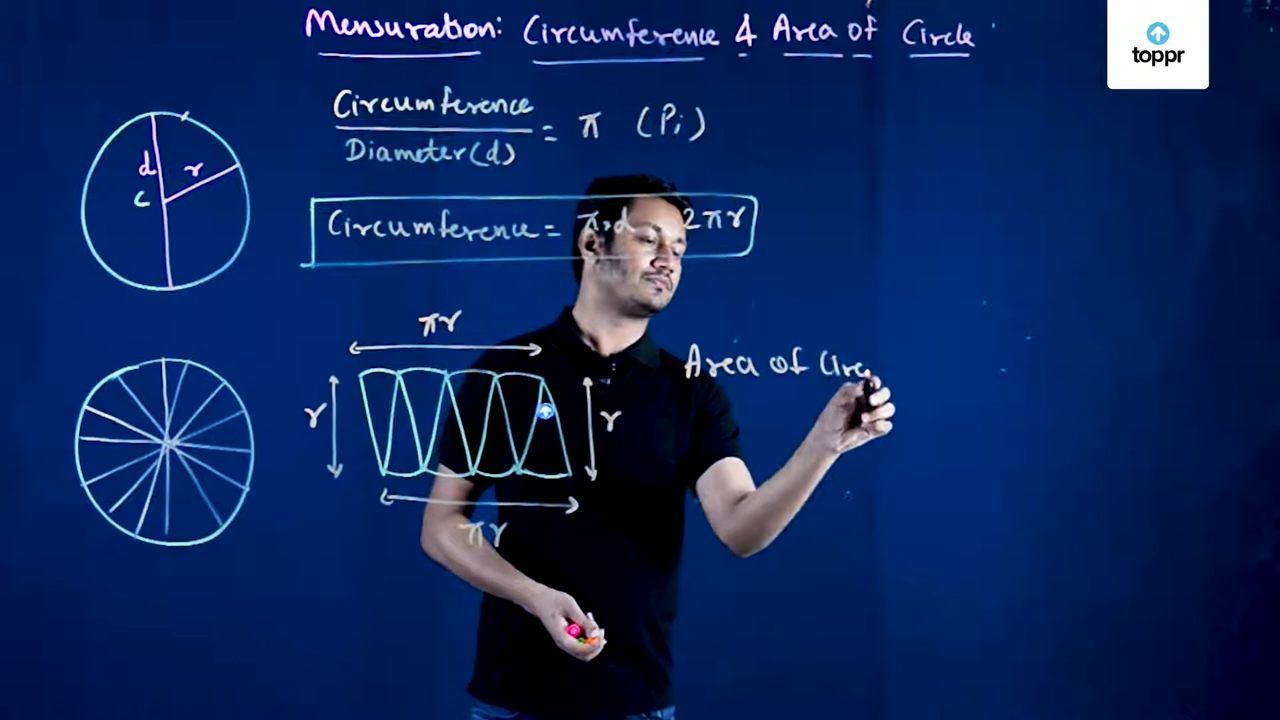 Mensuration: Circumference & Area of Circle
toppr
Circumference
Diameter(d)
= π (Pi)
d
r
C
Circumference = π.d 2πr
πr
r
r
πr
Area of Circ